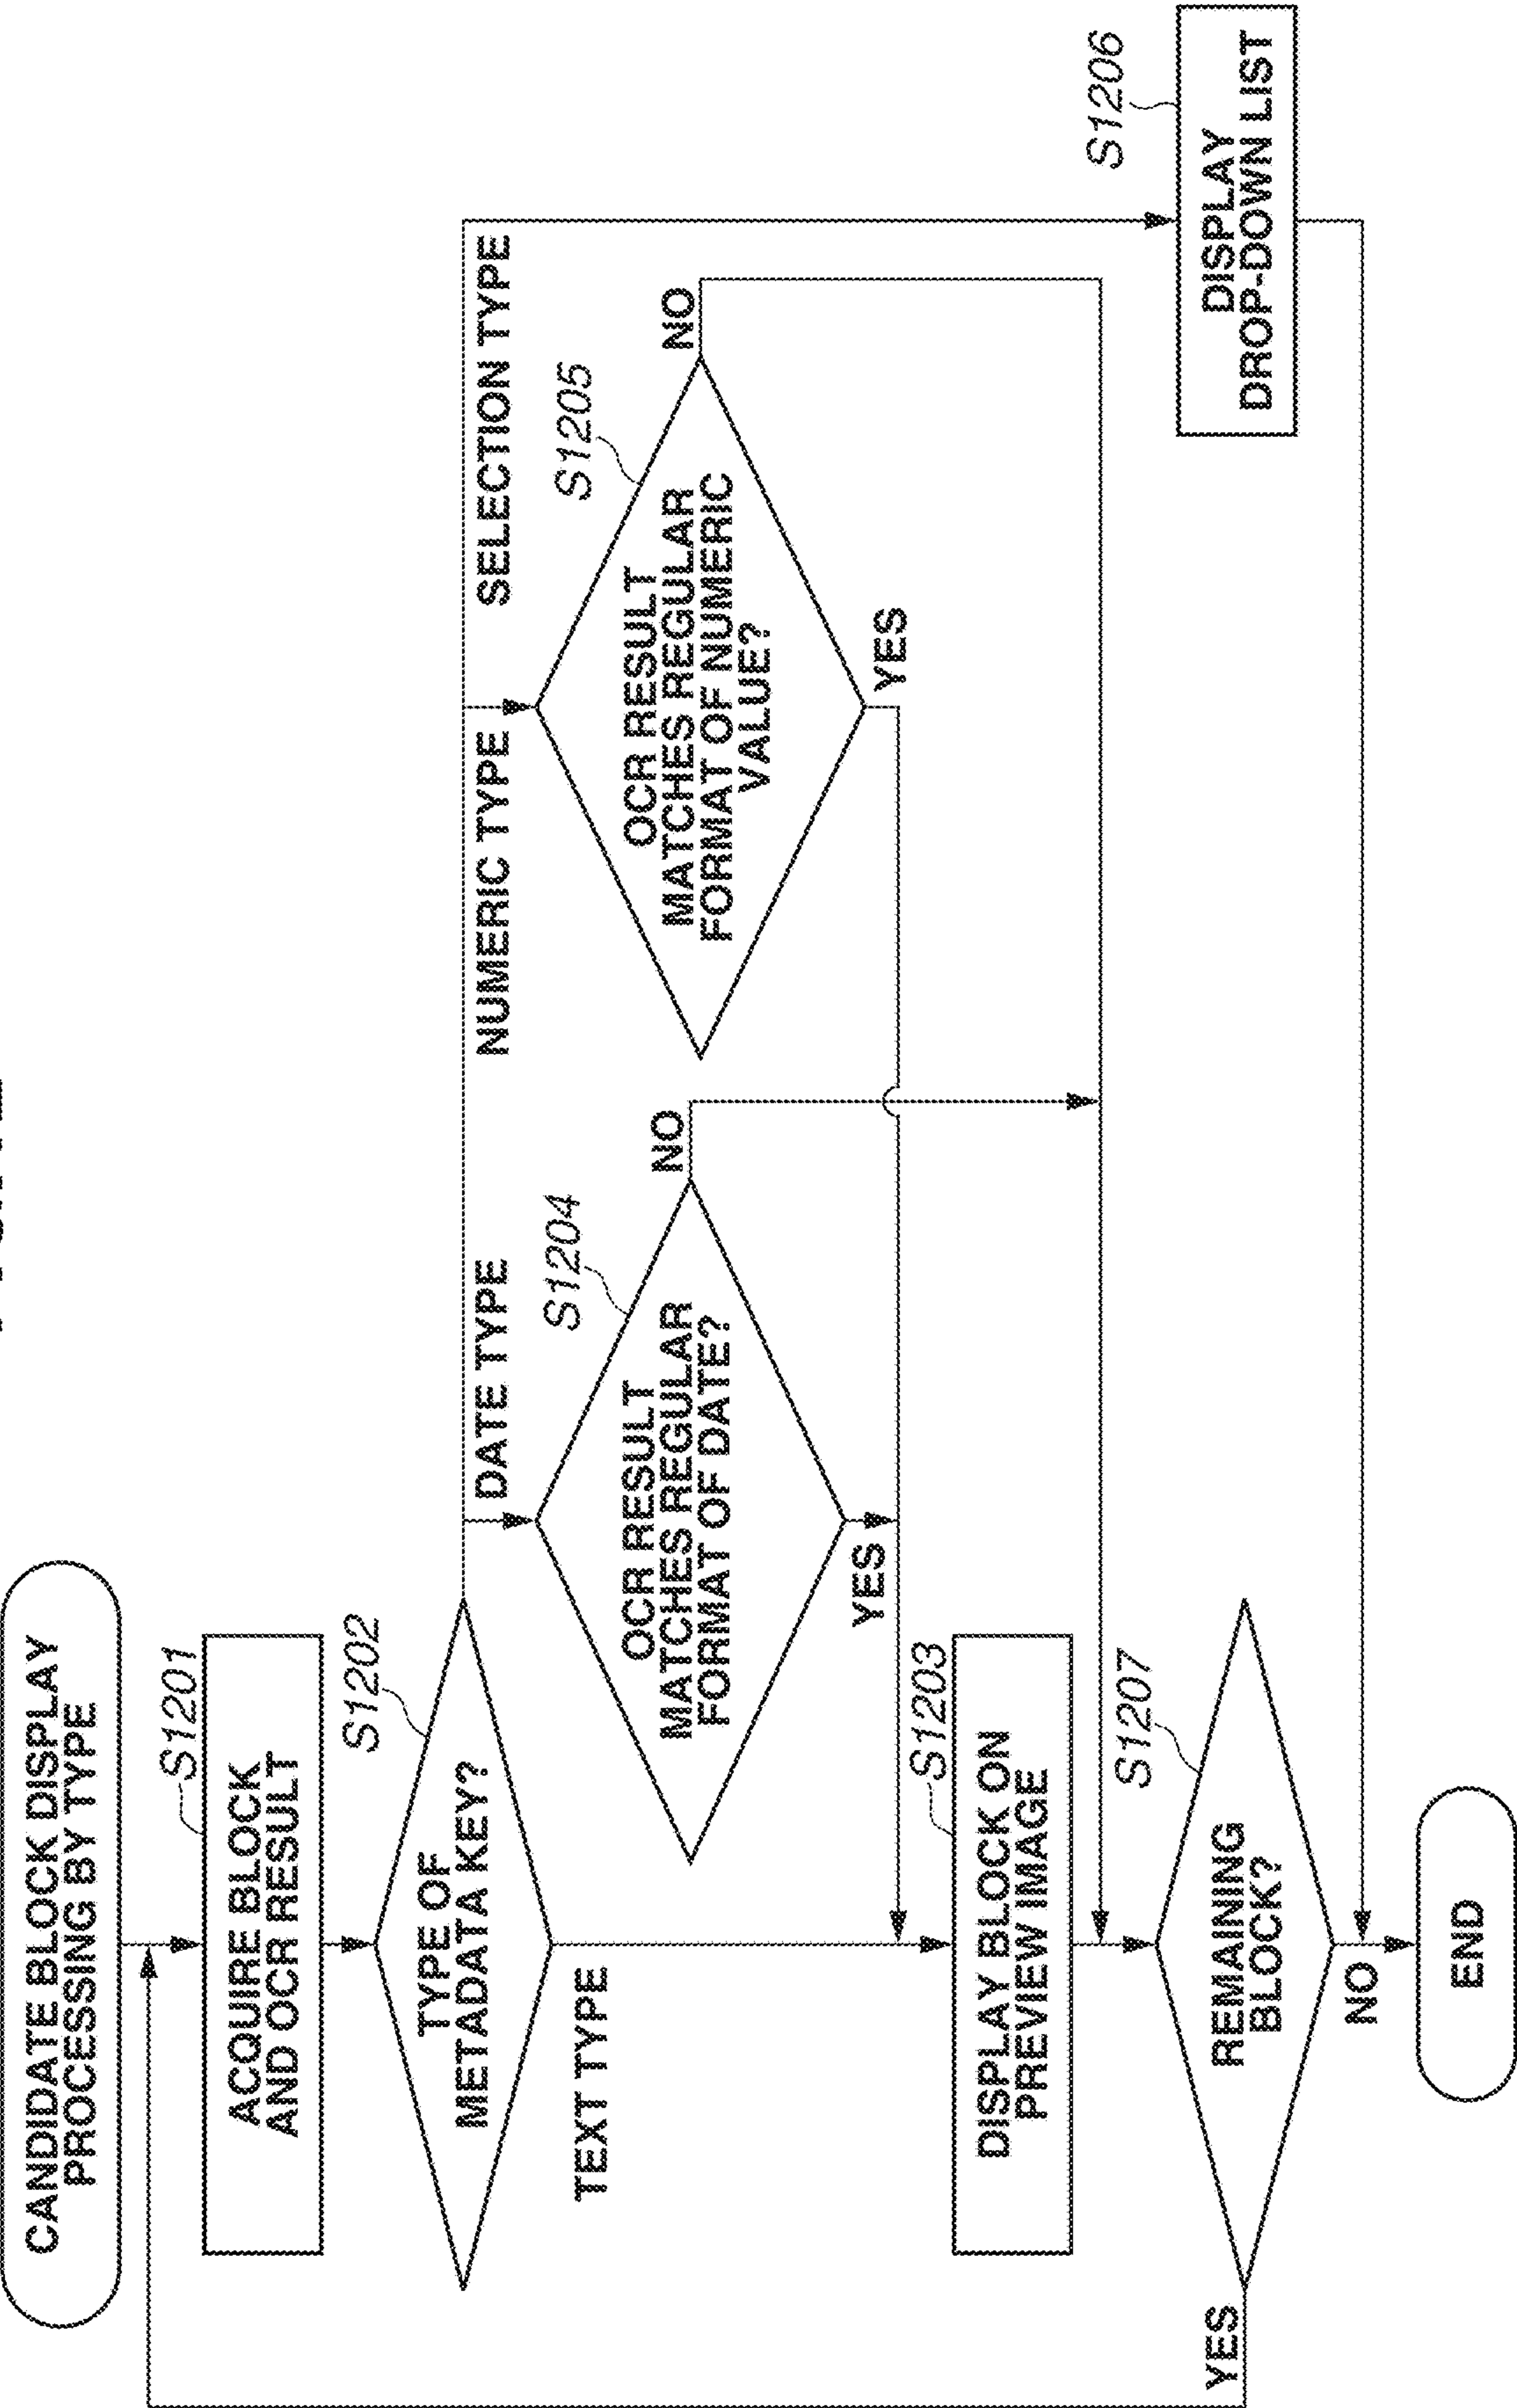 CANDIDATE BLOCK DISPLAY
PROCESSING BY TYPE
S1201
ACQUIRE BLOCK
AND OCR RESULT
S1202
TYPE OF
METADATA KEY?
TEXT TYPE
DATE TYPE
NUMERIC TYPE
SELECTION TYPE
S1204
OCR RESULT
MATCHES REGULAR
FORMAT OF DATE?
NO
YES
S1205
OCR RESULT
MATCHES REGULAR
FORMAT OF NUMERIC
VALUE?
NO
YES
S1203
DISPLAY BLOCK ON
PREVIEW IMAGE
S1206
DISPLAY
DROP-DOWN LIST
S1207
REMAINING
BLOCK?
YES
NO
END